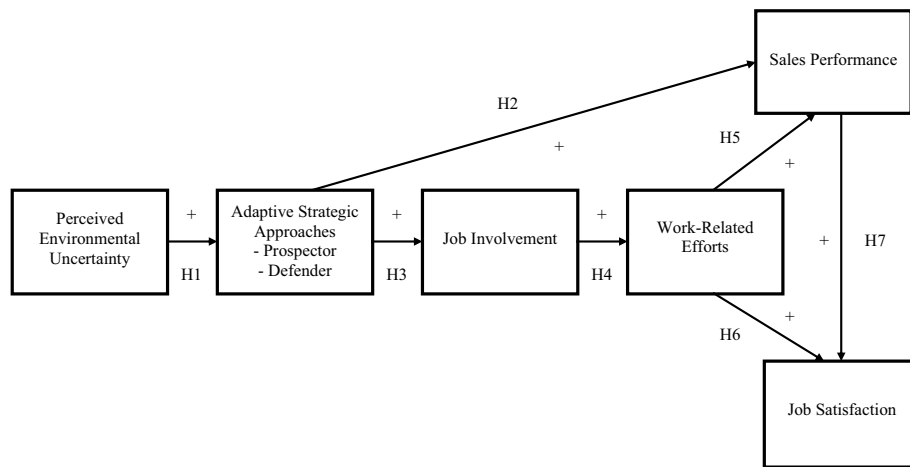 Sales Performance
H2
+
H5
+
Perceived
Environmental
Uncertainty
+
H1
Adaptive Strategic
Approaches
- Prospector
- Defender
+
H3
Job Involvement
+
H4
Work-Related
Efforts
+
H7
+
H6
Job Satisfaction